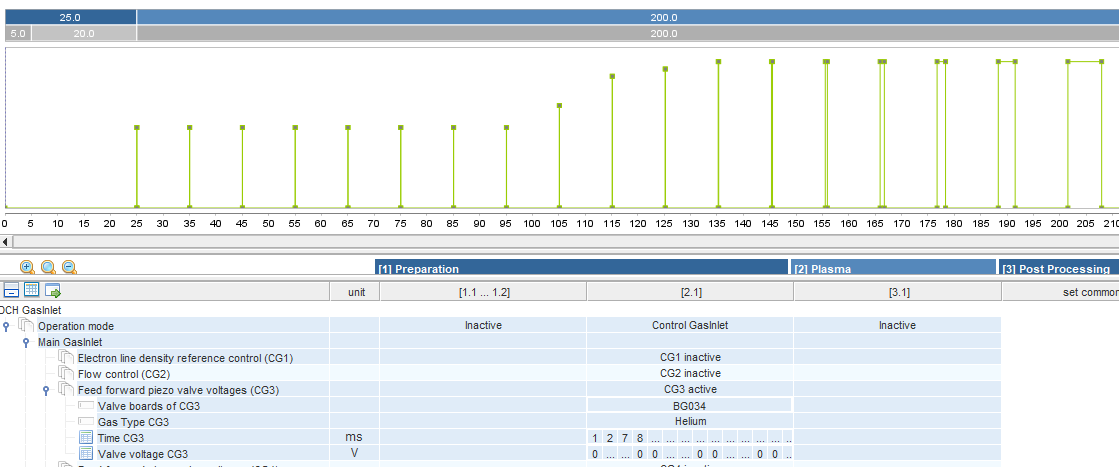 25.0 200.0
5.0 20.0 200.0
0 5 10 15 20 25 30 35 40 45 50 55 60 65 70 75 80 85 90 95 100 105 110 115 120 125 130 135 140 145 150 155 160 165 170 175 180 185 190 195 200 205 210
[1] Preparation [2] Plasma [3] Post Processing
unit [1.1 ... 1.2] [2.1] [3.1] set common
DCH GasInlet
Operation mode Inactive Control GasInlet Inactive
Main GasInlet
Electron line density reference control (CG1) CG1 inactive
Flow control (CG2) CG2 inactive
Feed forward piezo valve voltages (CG3) CG3 active
Valve boards of CG3 BG034
Gas Type CG3 Helium
Time CG3 ms 1 2 7 8 ... ... ... ... ... ... ... ... ..
Valve voltage CG3 V 0 ... ... 0 0 ... ... 0 0 ... ... 0 0 ..